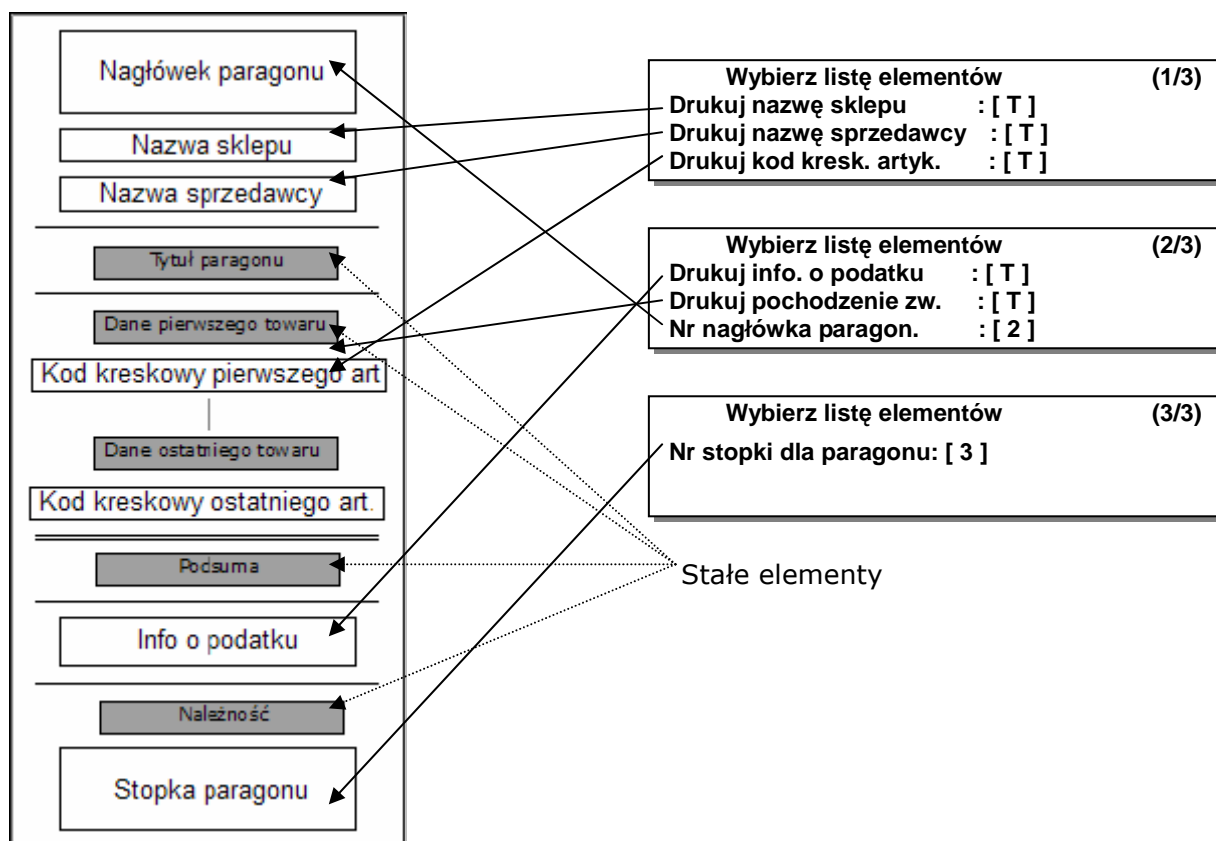 Nagłówek paragonu
Nazwa sklepu
Nazwa sprzedawcy
Tytuł paragonu
Dane pierwszego towaru
Kod kreskowy pierwszego art
Dane ostatniego towaru
Kod kreskowy ostatniego art.
Podsuma
Info o podatku
Należność
Stopka paragonu
Wybierz listę elementów (1/3)
Drukuj nazwę sklepu : [ T ]
Drukuj nazwę sprzedawcy : [ T ]
Drukuj kod kresk. artyk. : [ T ]
Wybierz listę elementów (2/3)
Drukuj info. o podatku : [ T ]
Drukuj pochodzenie zw. : [ T ]
Nr nagłówka paragon. : [ 2 ]
Wybierz listę elementów (3/3)
Nr stopki dla paragonu: [ 3 ]
Stałe elementy